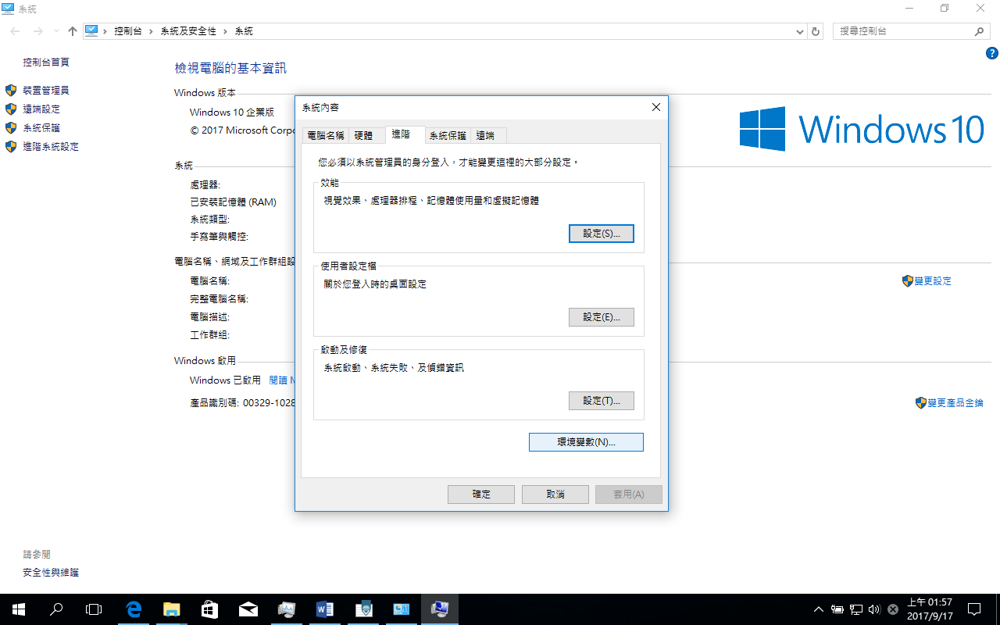 系統
控制台 > 系統及安全性 > 系統
搜尋控制台
控制台首頁
裝置管理員
遠端設定
系統保護
進階系統設定
請參閱
安全性與維護
檢視電腦的基本資訊
Windows 版本
Windows 10 企業版
© 2017 Microsoft Corpo
Windows 10
系統
處理器:
已安裝記憶體 (RAM)
系統類型:
手寫筆與觸控:
電腦名稱、網域及工作群組設
電腦名稱:
完整電腦名稱:
電腦描述:
工作群組:
變更設定
Windows 啟用
Windows 已啟用 閱讀 M
產品識別碼: 00329-1028
變更產品金鑰
系統內容
電腦名稱 硬體 進階 系統保護 遠端
您必須以系統管理員的身分登入，才能變更這裡的大部分設定。
效能
視覺效果、處理器排程、記憶體使用量和虛擬記憶體
設定(S)...
使用者設定檔
關於您登入時的桌面設定
設定(E)...
啟動及修復
系統啟動、系統失敗、及偵錯資訊
設定(T)...
環境變數(N)...
確定 取消 套用(A)
上午 01:57
2017/9/17